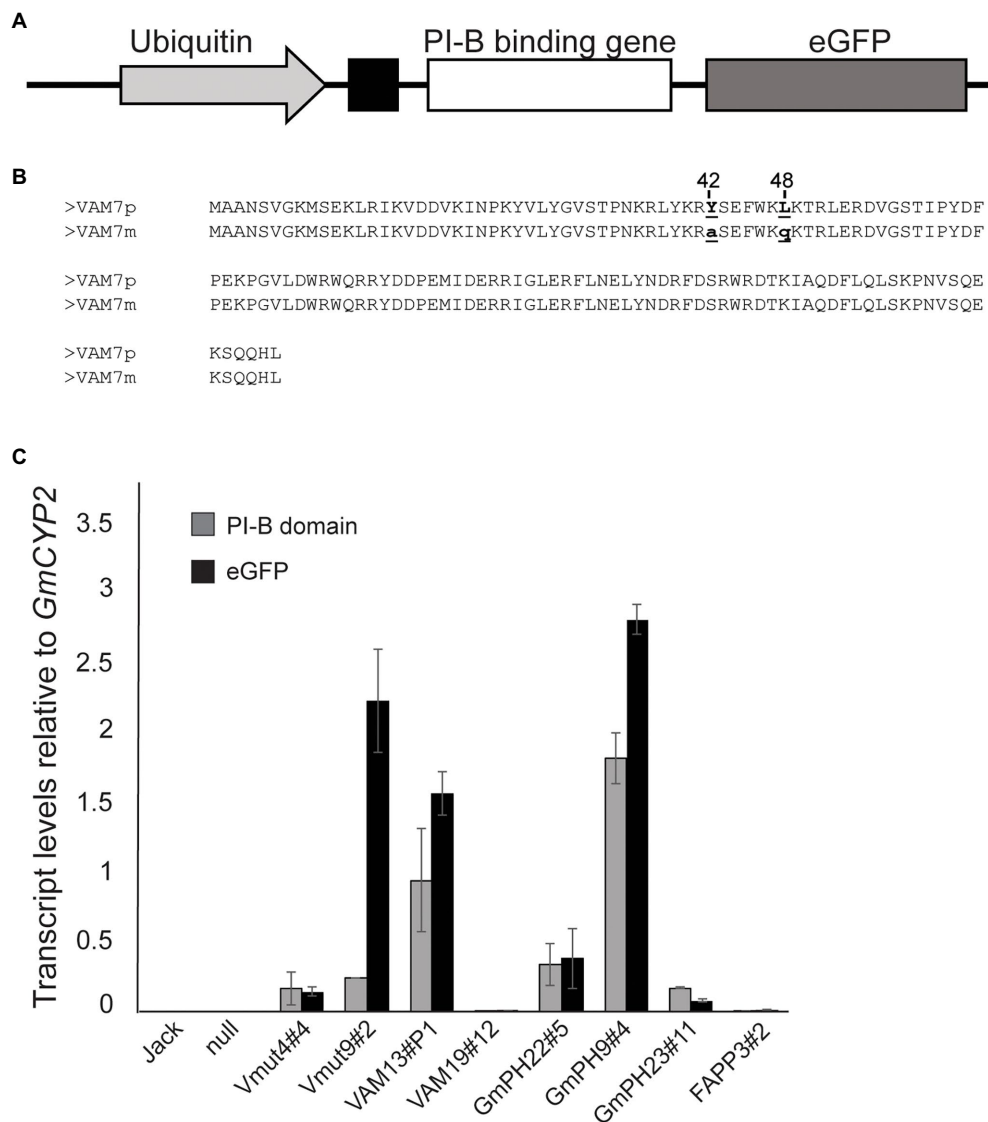 A
Ubiquitin PI-B binding gene eGFP
B
42 48
>VAM7p MAANSVGKMSEKLRIKVDDVKINPKYVLYGVSTPNKRLYKRYSEFWKLKTRLERDVGSTIPYDF
>VAM7m MAANSVGKMSEKLRIKVDDVKINPKYVLYGVSTPNKRLYKRaSEFWKqKTRLERDVGSTIPYDF
>VAM7p PEKPGVLDWRWQRRYDDPEMIDERRIGLERFLNELYNDRFDSRWRDTKIAQDFLQLSKPNVSQE
>VAM7m PEKPGVLDWRWQRRYDDPEMIDERRIGLERFLNELYNDRFDSRWRDTKIAQDFLQLSKPNVSQE
>VAM7p KSQQHL
>VAM7m KSQQHL
C
Transcript levels relative to GmCYP2
3.5
3
2.5
2
1.5
1
0.5
0
PI-B domain
eGFP
Jack null Vmut4#4 Vmut9#2 VAM13#P1 VAM19#12 GmPH22#5 GmPH9#4 GmPH23#11 FAPP3#2